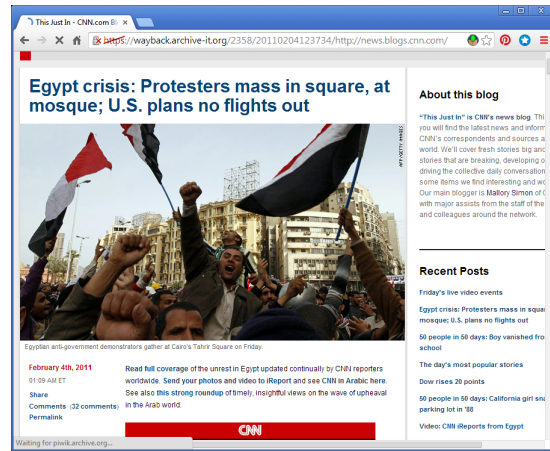 This Just In - CNN.com Bl
https://wayback.archive-it.org/2358/20110204123734/http://news.blogs.cnn.com/
Egypt crisis: Protesters mass in square, at
mosque; U.S. plans no flights out
AFP/GETTY IMAGES
Egyptian anti-government demonstrators gather at Cairo's Tahrir Square on Friday.
February 4th, 2011
01:09 AM ET
Share
Comments (32 comments)
Permalink
Read full coverage of the unrest in Egypt updated continually by CNN reporters
worldwide. Send your photos and video to iReport and see CNN in Arabic here.
See also this strong roundup of timely, insightful views on the wave of upheaval
in the Arab world.
CNN
About this blog
"This Just In" is CNN's news blog. Thi
you will find the latest news and inform
CNN's correspondents and sources a
world. We'll cover fresh stories big and
stories that are breaking, developing o
driving the collective daily conversation
some items we find interesting and wo
Our main blogger is Mallory Simon of C
with major assists from the staff of the
and colleagues around the network.
Recent Posts
Friday's live video events
Egypt crisis: Protesters mass in squar
mosque; U.S. plans no flights out
50 people in 50 days: Boy vanished fro
school
The day's most popular stories
Dow rises 20 points
50 people in 50 days: California girl sna
parking lot in '88
Video: CNN iReports from Egypt
Waiting for piwik.archive.org...